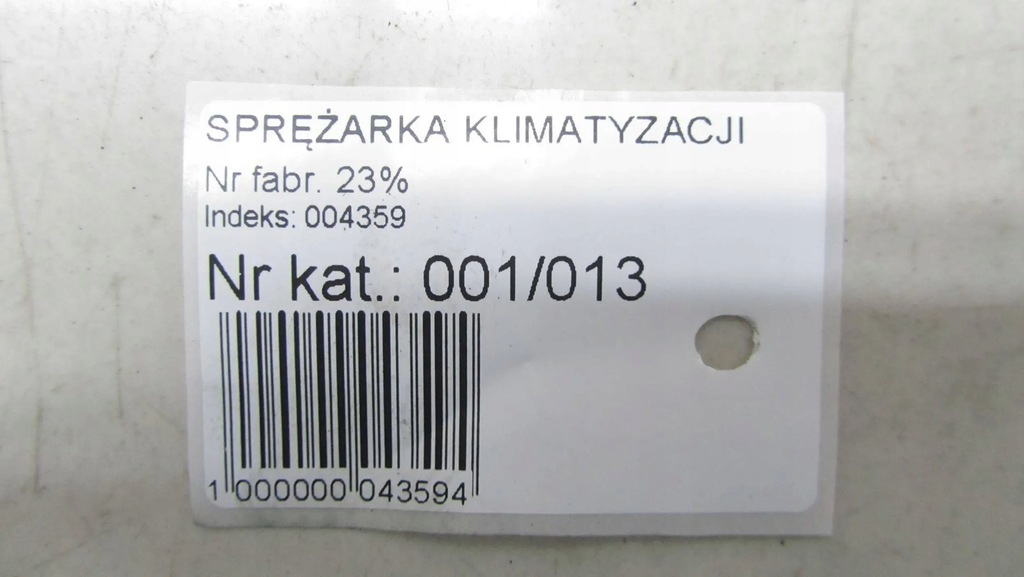 SPRĘŻARKA KLIMATYZACJI
Nr fabr. 23%
Indeks: 004359
Nr kat.: 001/013
1 000000 043594